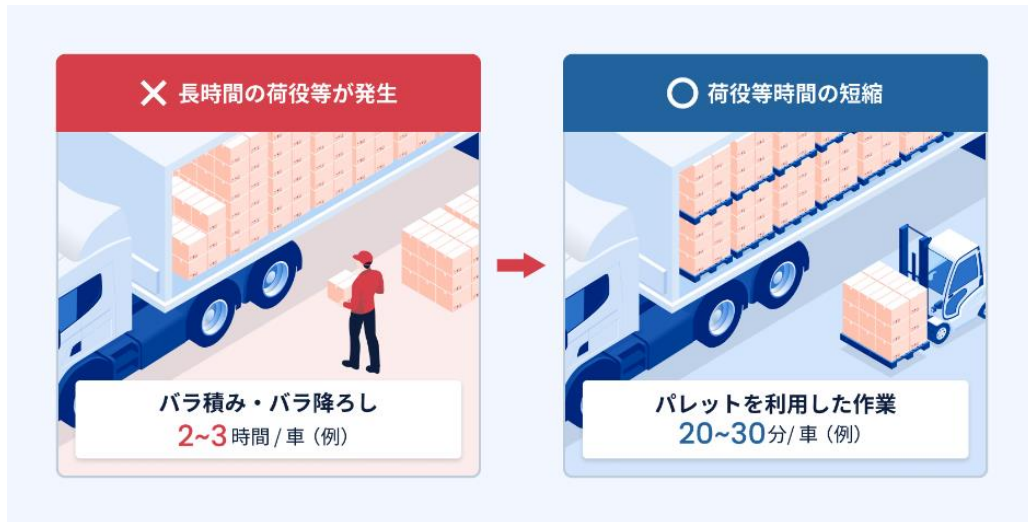 ✕ 長時間の荷役等が発生
バラ積み・バラ降ろし
2~3時間/車（例）
〇 荷役等時間の短縮
パレットを利用した作業
20~30分/車（例）